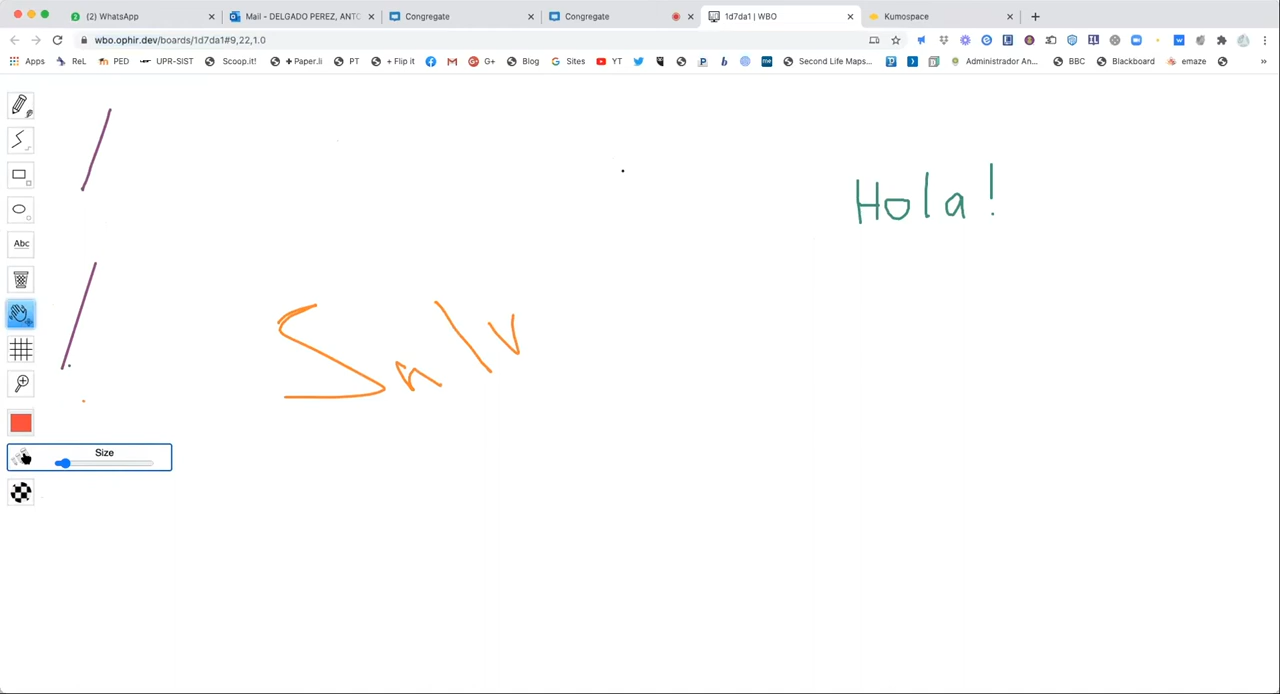 (2) WhatsApp
Mail - DELGADO PEREZ, ANTC
Congregate
Congregate
1d7da1 | WBO
Kumospace
wbo.ophir.dev/boards/1d7da1#9,22,1.0
Apps ReL PED UPR-SIST Scoop.it! + Paper.li PT + Flip it G+ Blog Sites YT Second Life Maps... Administrador An... BBC Blackboard emaze »
Hola!
Abc
Size